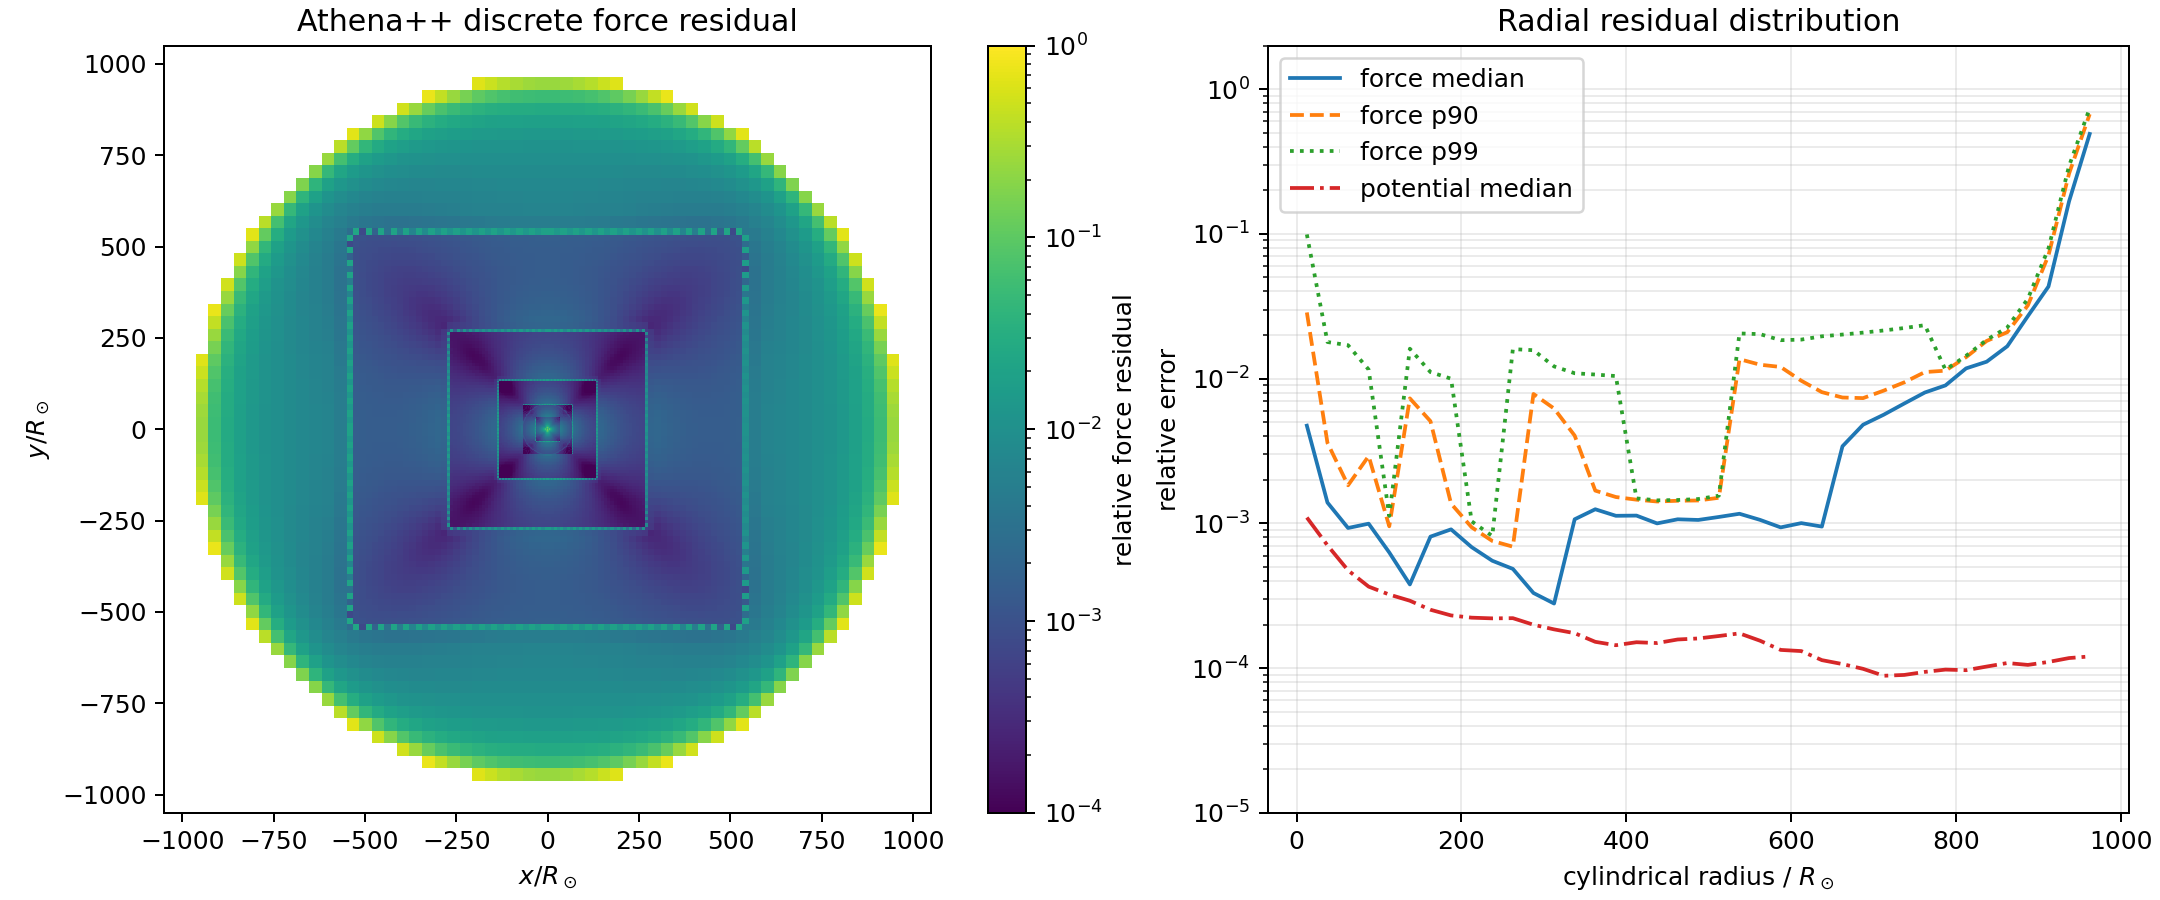 Athena++ discrete force residual
1000
750
500
250
0
−250
−500
−750
−1000
y/R⊙
−1000 −750 −500 −250 0 250 500 750 1000
x/R⊙
10⁰
10⁻¹
10⁻²
10⁻³
10⁻⁴
relative force residual
Radial residual distribution
force median
force p90
force p99
potential median
10⁰
10⁻¹
10⁻²
10⁻³
10⁻⁴
10⁻⁵
relative error
0 200 400 600 800 1000
cylindrical radius / R⊙